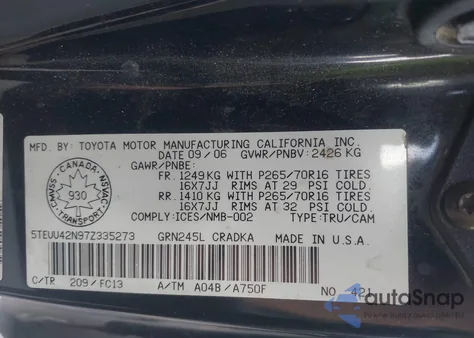 MFD. BY: TOYOTA MOTOR MANUFACTURING CALIFORNIA INC.
DATE 09/06 GVWR/PNBV: 2426 KG
GAWR/PNBE:
FR. 1249 KG WITH P265/70R16 TIRES
16X7JJ RIMS AT 29 PSI COLD.
RR. 1410 KG WITH P265/70R16 TIRES
16X7JJ RIMS AT 32 PSI COLD.
COMPLY: ICES/NMB-002 TYPE: TRU/CAM
CANADA
CMVSS NSVAC
930
TRANSPORT
5TEUU42N97Z335273 GRN245L CRADKA MADE IN U.S.A.
C/TR 209/FC13 A/TM A04B/A750F NO. 421
autoSnap